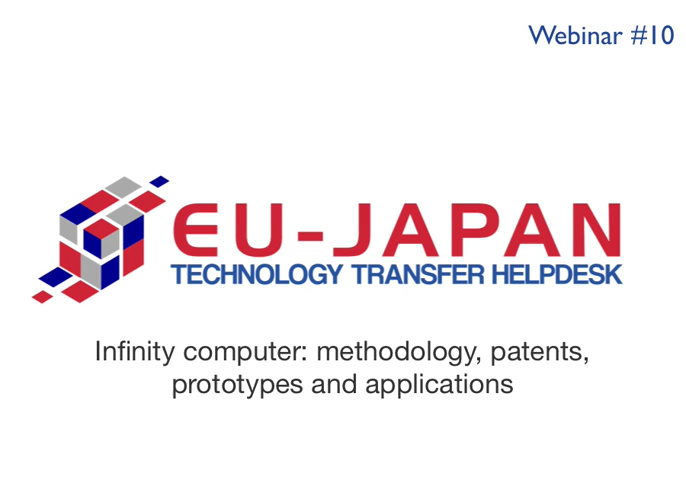 Webinar #10
EU-JAPAN
TECHNOLOGY TRANSFER HELPDESK
Infinity computer: methodology, patents,
prototypes and applications